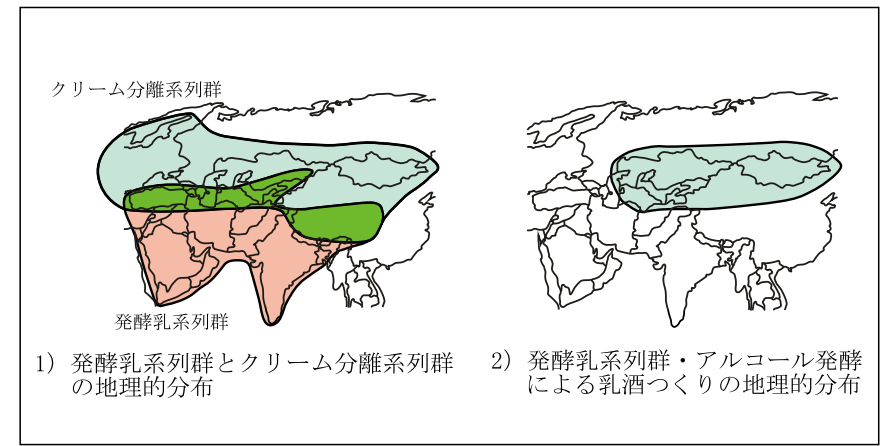 クリーム分離系列群
発酵乳系列群
1) 発酵乳系列群とクリーム分離系列群
の地理的分布
2) 発酵乳系列群・アルコール発酵
による乳酒つくりの地理的分布